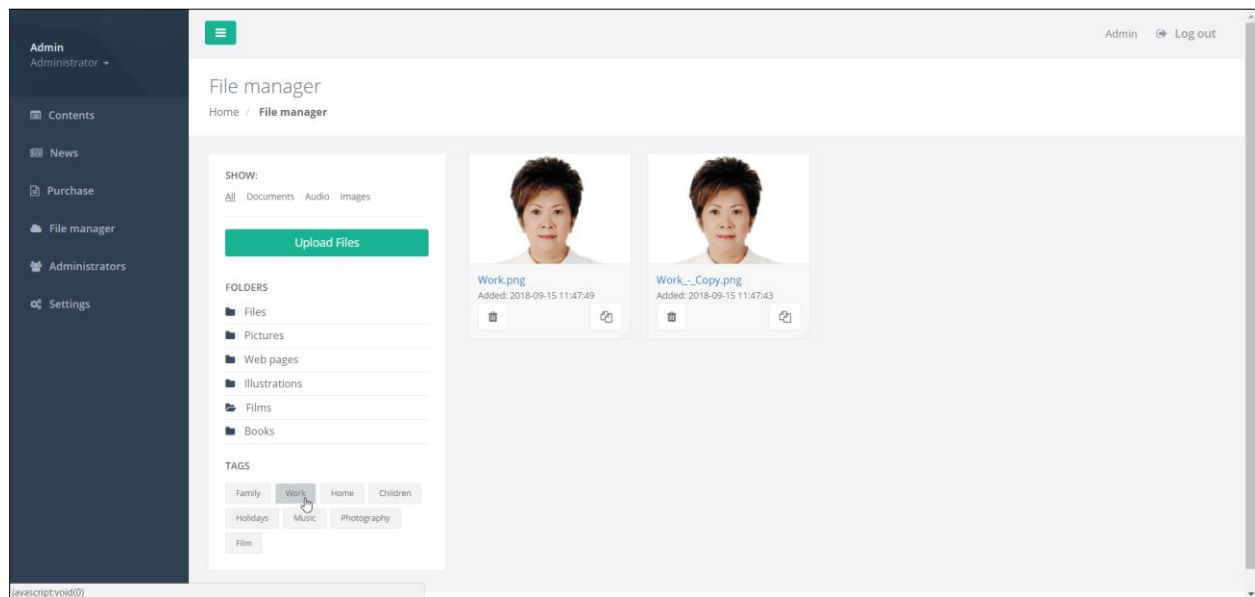 Admin
Administrator
Contents
News
Purchase
File manager
Administrators
Settings
Admin Log out
File manager
Home / File manager
SHOW:
All Documents Audio Images
Upload Files
FOLDERS
Files
Pictures
Web pages
Illustrations
Films
Books
TAGS
Family Work Home Children
Holidays Music Photography
Film
Work.png
Added: 2018-09-15 11:47:49
Work_-_Copy.png
Added: 2018-09-15 11:47:43
javascript:void(0)